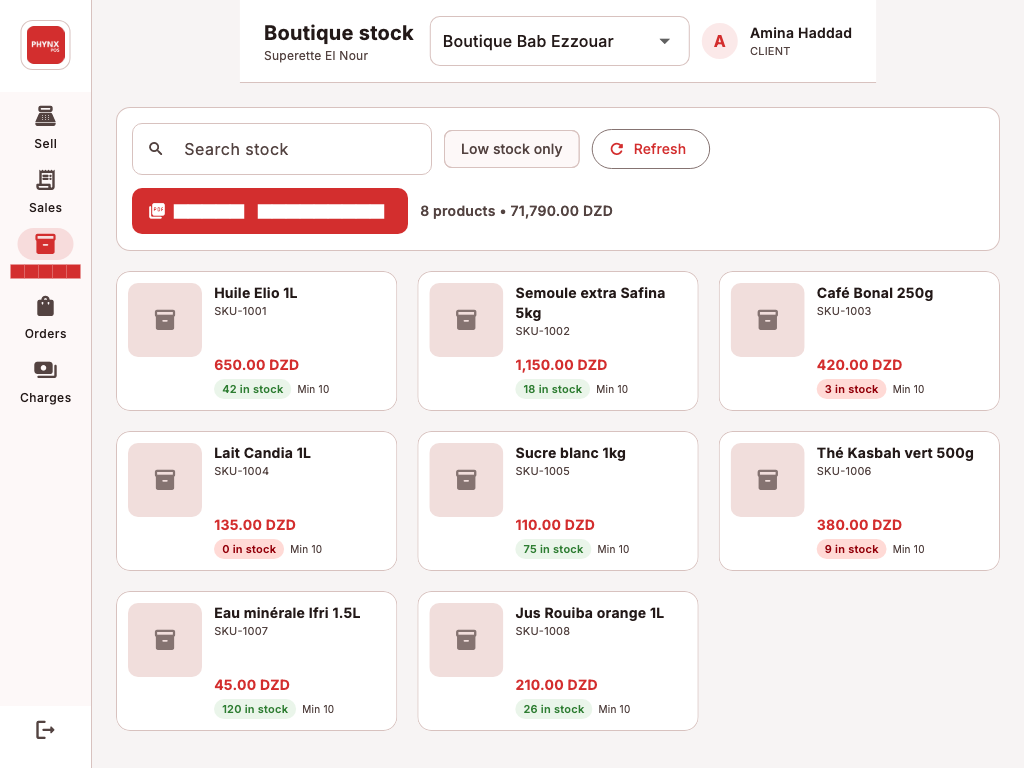 PHYNX
POS
Boutique stock
Superette El Nour
Boutique Bab Ezzouar
A
Amina Haddad
CLIENT
Sell
Sales
Orders
Charges
Search stock
Low stock only
Refresh
PDF
8 products • 71,790.00 DZD
Huile Elio 1L
SKU-1001
650.00 DZD
42 in stock Min 10
Semoule extra Safina
5kg
SKU-1002
1,150.00 DZD
18 in stock Min 10
Café Bonal 250g
SKU-1003
420.00 DZD
3 in stock Min 10
Lait Candia 1L
SKU-1004
135.00 DZD
0 in stock Min 10
Sucre blanc 1kg
SKU-1005
110.00 DZD
75 in stock Min 10
Thé Kasbah vert 500g
SKU-1006
380.00 DZD
9 in stock Min 10
Eau minérale Ifri 1.5L
SKU-1007
45.00 DZD
120 in stock Min 10
Jus Rouiba orange 1L
SKU-1008
210.00 DZD
26 in stock Min 10